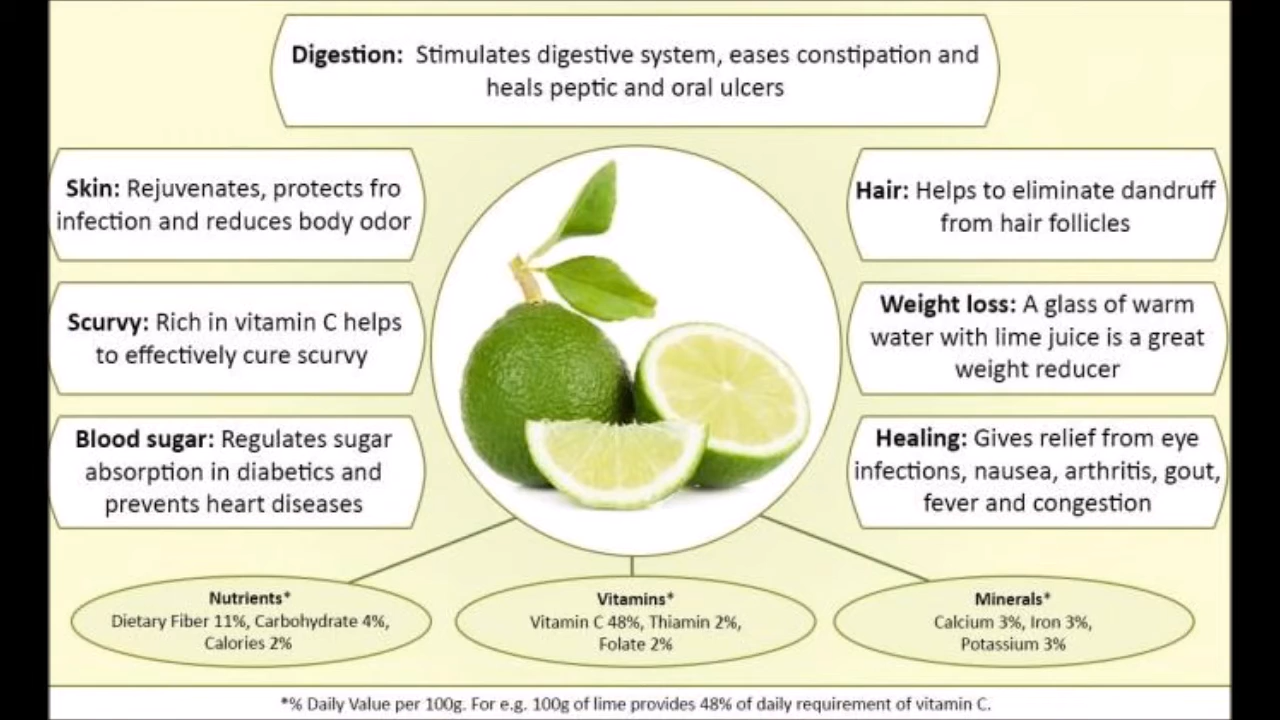 Digestion: Stimulates digestive system, eases constipation and
heals peptic and oral ulcers
Skin: Rejuvenates, protects fro
infection and reduces body odor
Hair: Helps to eliminate dandruff
from hair follicles
Scurvy: Rich in vitamin C helps
to effectively cure scurvy
Weight loss: A glass of warm
water with lime juice is a great
weight reducer
Blood sugar: Regulates sugar
absorption in diabetics and
prevents heart diseases
Healing: Gives relief from eye
infections, nausea, arthritis, gout,
fever and congestion
Nutrients*
Dietary Fiber 11%, Carbohydrate 4%,
Calories 2%
Vitamins*
Vitamin C 48%, Thiamin 2%,
Folate 2%
Minerals*
Calcium 3%, Iron 3%,
Potassium 3%
*% Daily Value per 100g. For e.g. 100g of lime provides 48% of daily requirement of vitamin C.